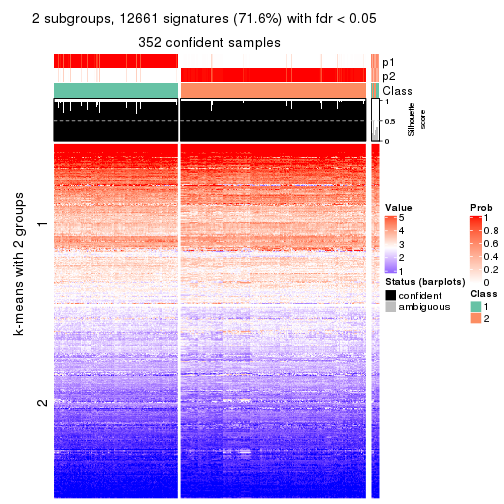 2 subgroups, 12661 signatures (71.6%) with fdr < 0.05
352 confident samples
p1
p2
Class
1
0.5
0
Silhouette
score
k-means with 2 groups
1
2
Value
5
4
3
2
1
Status (barplots)
confident
ambiguous
Prob
1
0.8
0.6
0.4
0.2
0
Class
1
2